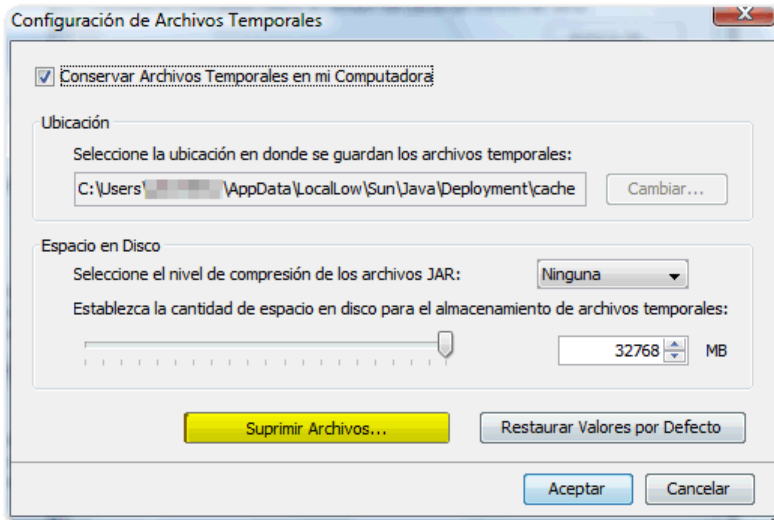 Configuración de Archivos Temporales
Conservar Archivos Temporales en mi Computadora
Ubicación
Seleccione la ubicación en donde se guardan los archivos temporales:
C:\Users\ \AppData\LocalLow\Sun\Java\Deployment\cache
Cambiar...
Espacio en Disco
Seleccione el nivel de compresión de los archivos JAR:
Ninguna
Establezca la cantidad de espacio en disco para el almacenamiento de archivos temporales:
32768 MB
Suprimir Archivos...
Restaurar Valores por Defecto
Aceptar
Cancelar